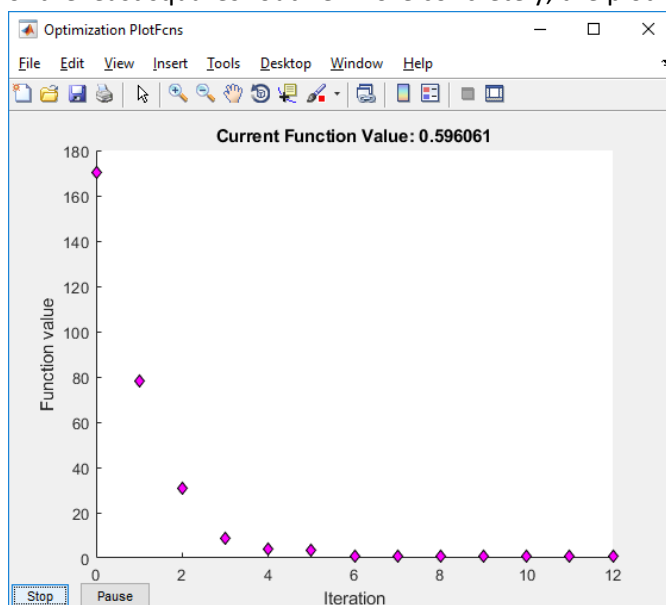 Optimization PlotFcns
File Edit View Insert Tools Desktop Window Help
Current Function Value: 0.596061
180
160
140
120
100
80
60
40
20
0
Function value
0 2 4 6 8 10 12
Iteration
Stop Pause